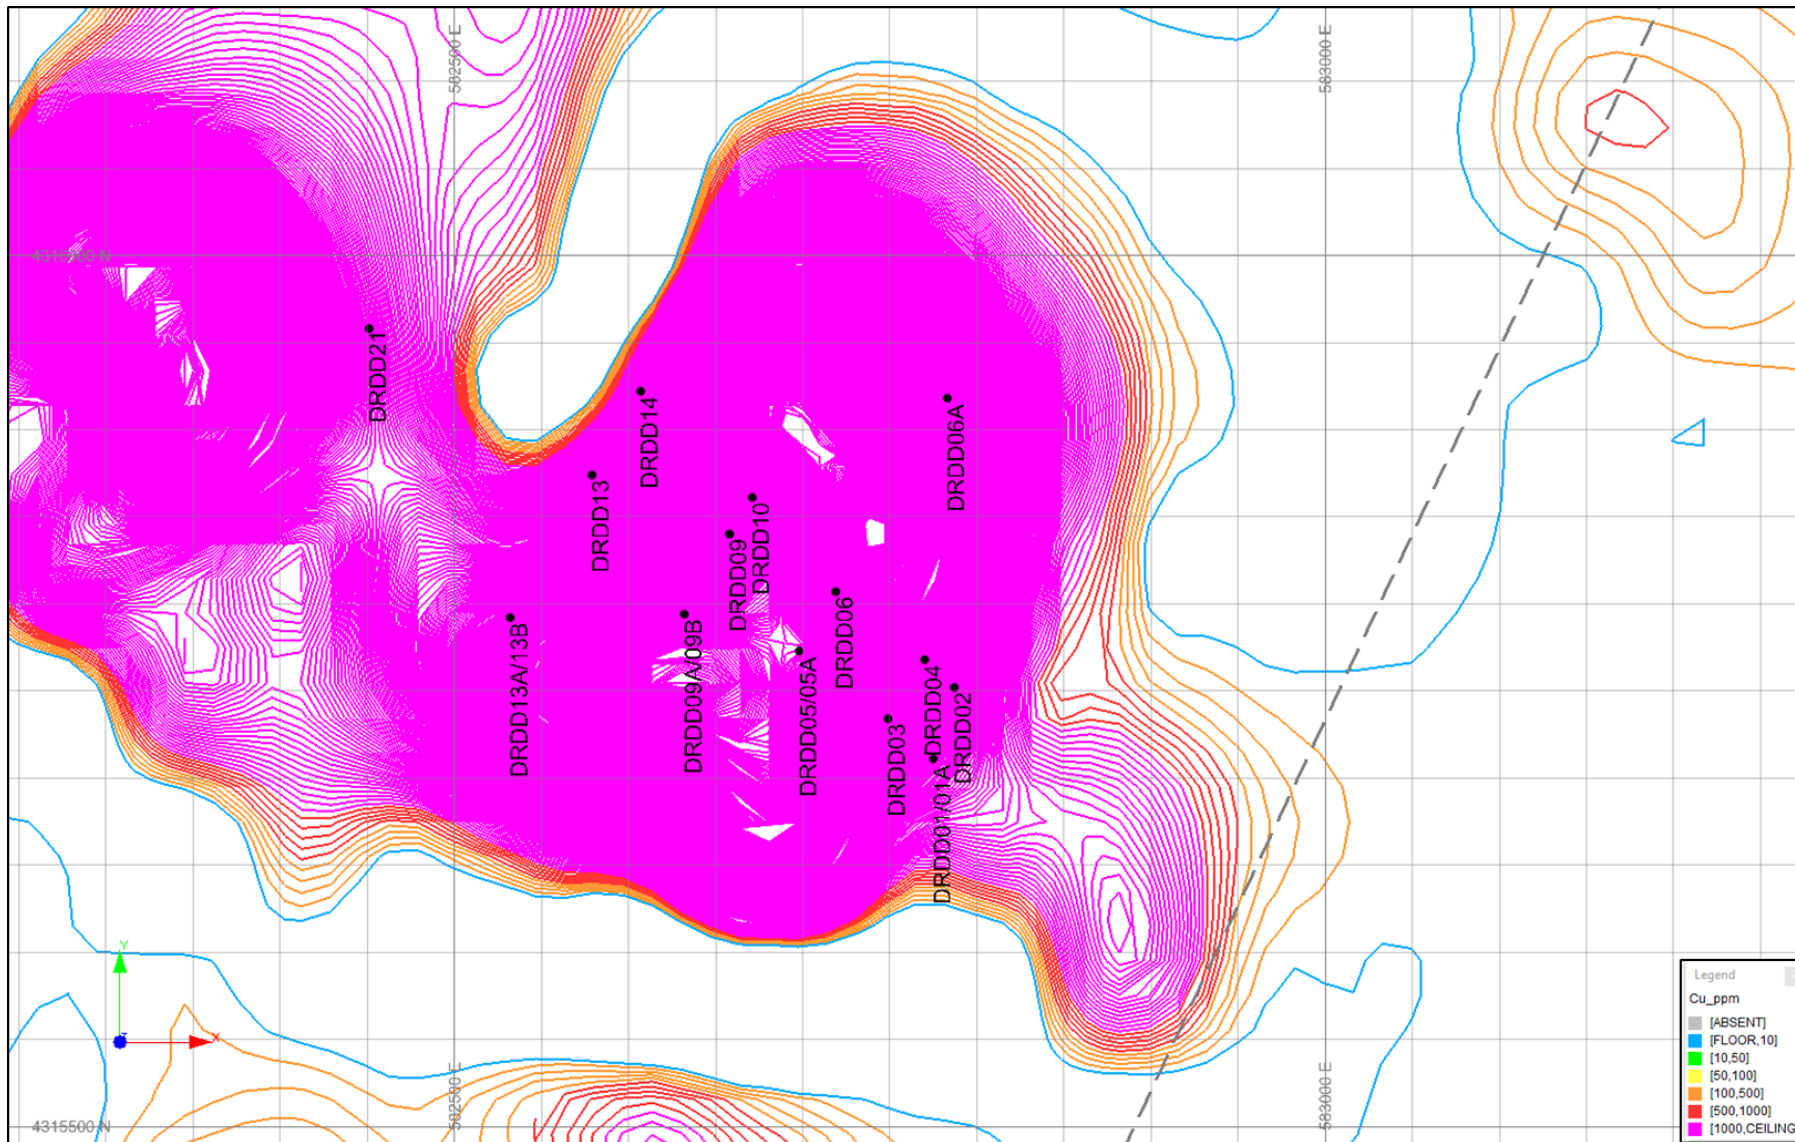 582500 E
583000 E
4316000 N
DRDD21
DRDD14
DRDD06A
DRDD13
DRDD10
DRDD09
DRDD06
DRDD13A/13B
DRDD09A/09B
DRDD05/05A
DRDD04
DRDD02
DRDD03
DRDD01/01A
Y
Z
X
582500 E
583000 E
4315500 N
Legend
Cu_ppm
[ABSENT]
[FLOOR,10]
[10,50]
[50,100]
[100,500]
[500,1000]
[1000,CEILING